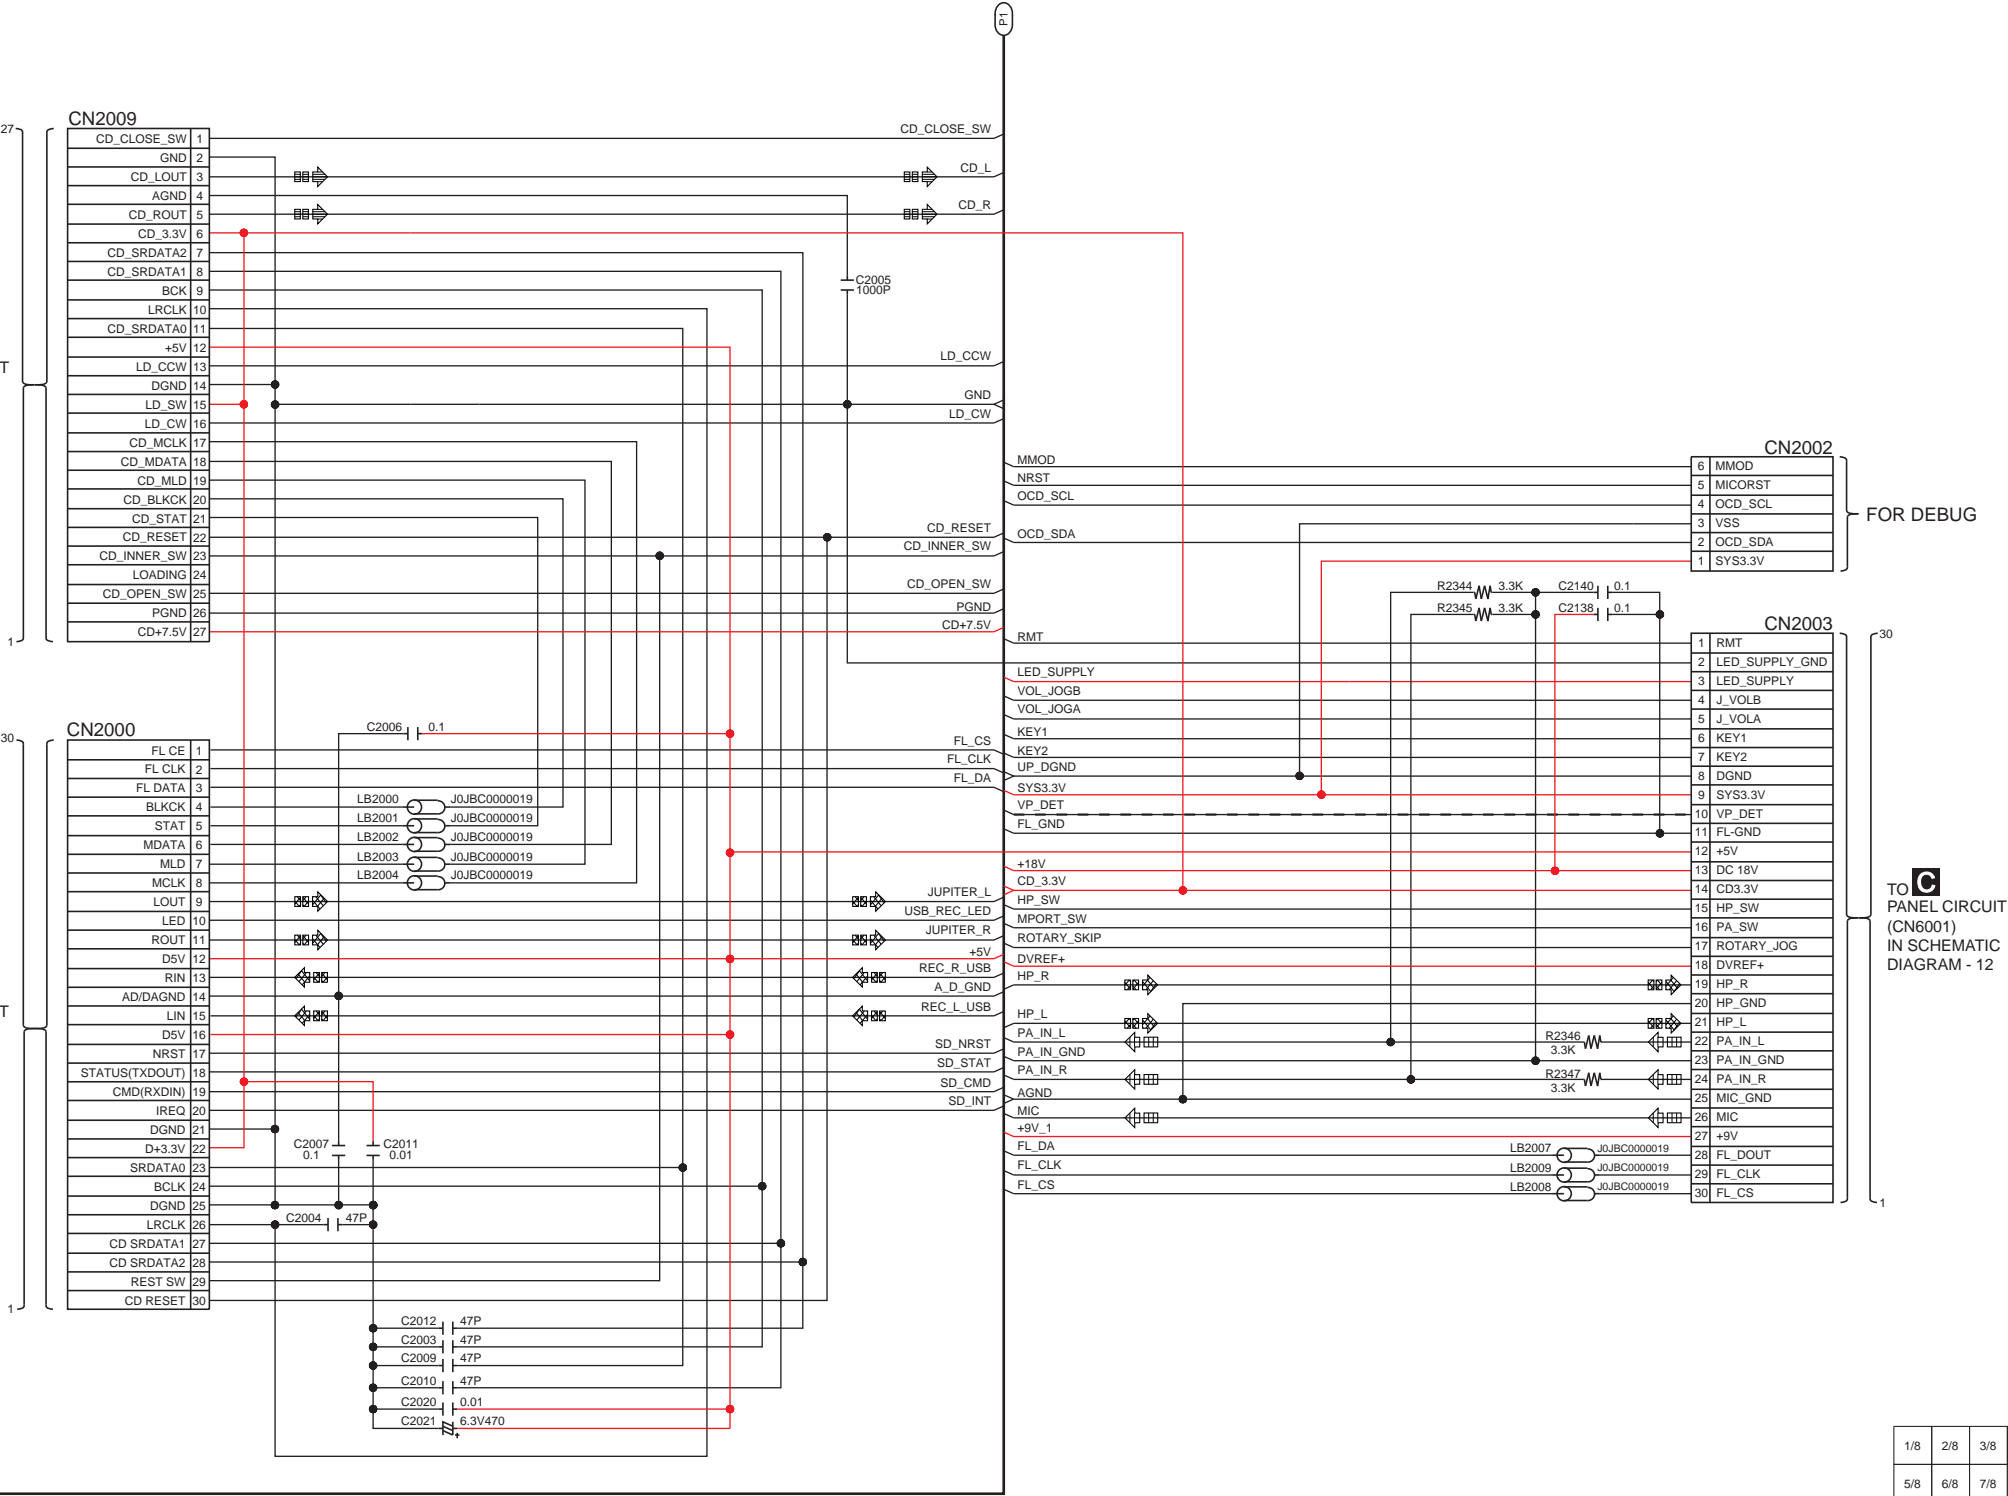 P1
27
CN2009
CD_CLOSE_SW 1
GND 2
CD_LOUT 3
AGND 4
CD_ROUT 5
CD_3.3V 6
CD_SRDATA2 7
CD_SRDATA1 8
BCK 9
LRCLK 10
CD_SRDATA0 11
+5V 12
LD_CCW 13
DGND 14
LD_SW 15
LD_CW 16
CD_MCLK 17
CD_MDATA 18
CD_MLD 19
CD_BLKCK 20
CD_STAT 21
CD_RESET 22
CD_INNER_SW 23
LOADING 24
CD_OPEN_SW 25
PGND 26
CD+7.5V 27
T
1
CD_CLOSE_SW
CD_L
CD_R
C2005
1000P
LD_CCW
GND
LD_CW
CD_RESET
CD_INNER_SW
CD_OPEN_SW
PGND
CD+7.5V
30
CN2000
FL CE 1
FL CLK 2
FL DATA 3
BLKCK 4
STAT 5
MDATA 6
MLD 7
MCLK 8
LOUT 9
LED 10
ROUT 11
D5V 12
RIN 13
AD/DAGND 14
LIN 15
D5V 16
NRST 17
STATUS(TXDOUT) 18
CMD(RXDIN) 19
IREQ 20
DGND 21
D+3.3V 22
SRDATA0 23
BCLK 24
DGND 25
LRCLK 26
CD SRDATA1 27
CD SRDATA2 28
REST SW 29
CD RESET 30
T
1
C2006 0.1
LB2000 J0JBC0000019
LB2001 J0JBC0000019
LB2002 J0JBC0000019
LB2003 J0JBC0000019
LB2004 J0JBC0000019
C2007
0.1
C2011
0.01
C2004 47P
C2012 47P
C2003 47P
C2009 47P
C2010 47P
C2020 0.01
C2021 6.3V470
+
FL_CS
FL_CLK
FL_DA
JUPITER_L
USB_REC_LED
JUPITER_R
+5V
REC_R_USB
A_D_GND
REC_L_USB
SD_NRST
SD_STAT
SD_CMD
SD_INT
MMOD
NRST
OCD_SCL
OCD_SDA
RMT
LED_SUPPLY
VOL_JOGB
VOL_JOGA
KEY1
KEY2
UP_DGND
SYS3.3V
VP_DET
FL_GND
+18V
CD_3.3V
HP_SW
MPORT_SW
ROTARY_SKIP
DVREF+
HP_R
HP_L
PA_IN_L
PA_IN_GND
PA_IN_R
AGND
MIC
+9V_1
FL_DA
FL_CLK
FL_CS
CN2002
6 MMOD
5 MICORST
4 OCD_SCL
3 VSS
2 OCD_SDA
1 SYS3.3V
FOR DEBUG
R2344 3.3K
C2140 0.1
R2345 3.3K
C2138 0.1
CN2003
30
1 RMT
2 LED_SUPPLY_GND
3 LED_SUPPLY
4 J_VOLB
5 J_VOLA
6 KEY1
7 KEY2
8 DGND
9 SYS3.3V
10 VP_DET
11 FL-GND
12 +5V
13 DC 18V
14 CD3.3V
15 HP_SW
16 PA_SW
17 ROTARY_JOG
18 DVREF+
19 HP_R
20 HP_GND
21 HP_L
22 PA_IN_L
23 PA_IN_GND
24 PA_IN_R
25 MIC_GND
26 MIC
27 +9V
28 FL_DOUT
29 FL_CLK
30 FL_CS
1
R2346
3.3K
R2347
3.3K
LB2007 J0JBC0000019
LB2009 J0JBC0000019
LB2008 J0JBC0000019
TO C
PANEL CIRCUIT
(CN6001)
IN SCHEMATIC
DIAGRAM - 12
1/8 2/8 3/8
5/8 6/8 7/8